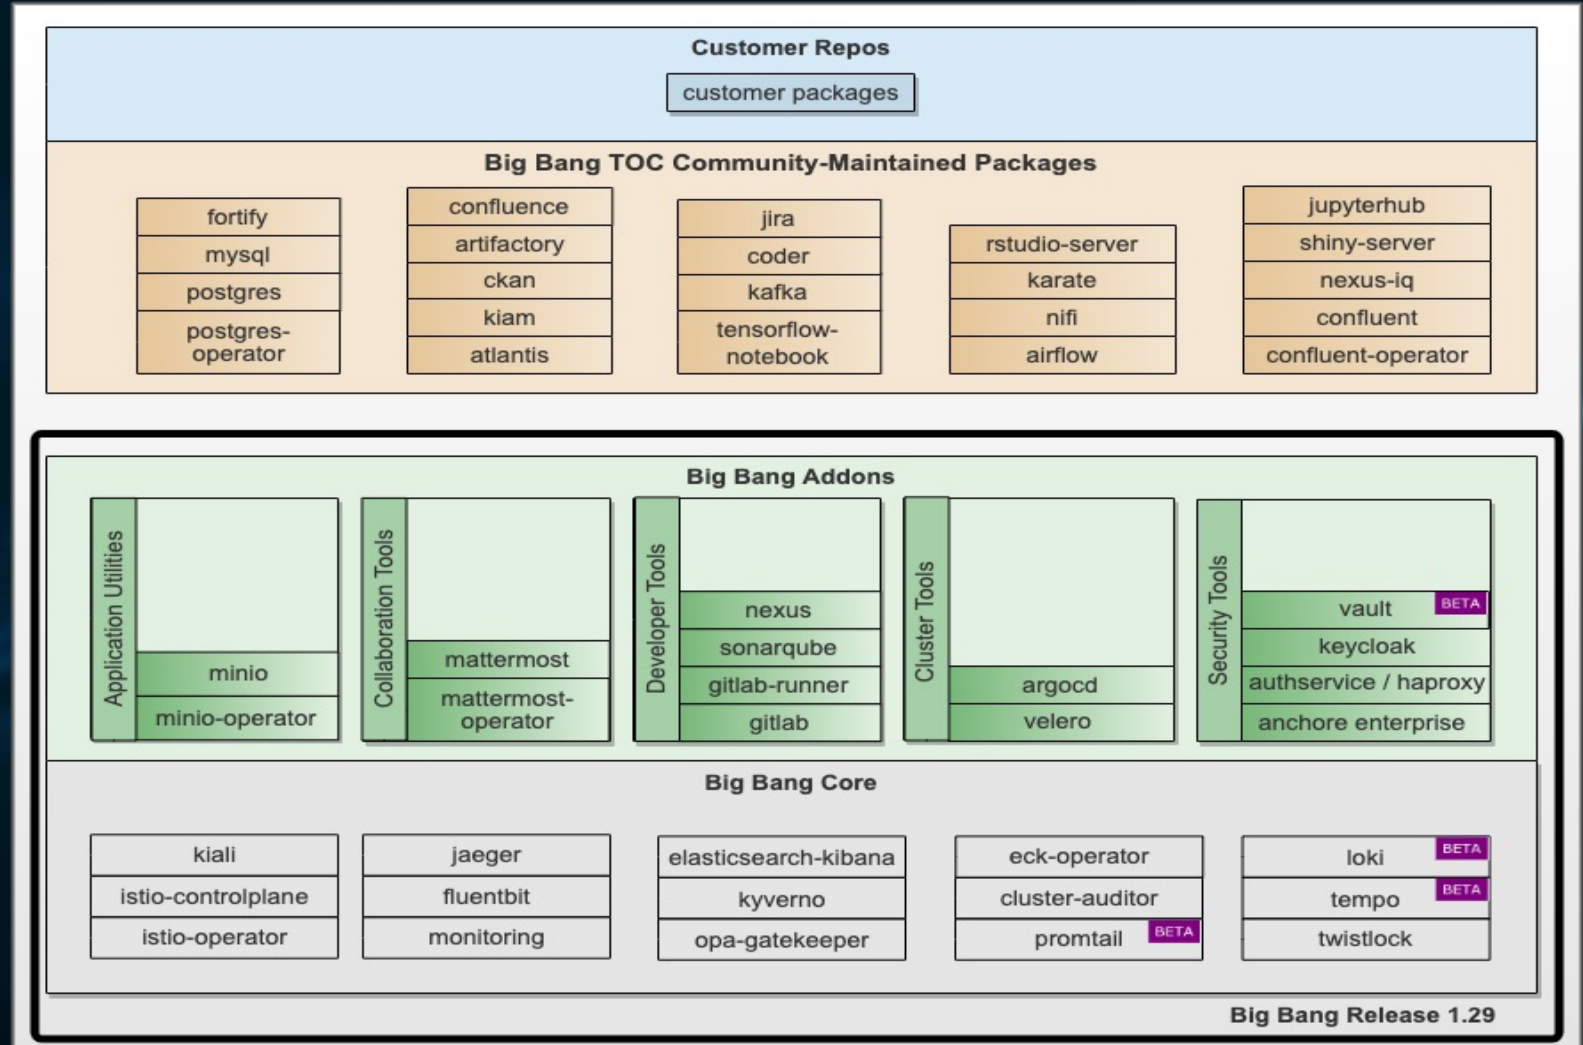 Customer Repos
customer packages
Big Bang TOC Community-Maintained Packages
fortify
mysql
postgres
postgres-
operator
confluence
artifactory
ckan
kiam
atlantis
jira
coder
kafka
tensorflow-
notebook
rstudio-server
karate
nifi
airflow
jupyterhub
shiny-server
nexus-iq
confluent
confluent-operator
Big Bang Addons
Application Utilities
minio
minio-operator
Collaboration Tools
mattermost
mattermost-
operator
Developer Tools
nexus
sonarqube
gitlab-runner
gitlab
Cluster Tools
argocd
velero
Security Tools
vault BETA
keycloak
authservice / haproxy
anchore enterprise
Big Bang Core
kiali
istio-controlplane
istio-operator
jaeger
fluentbit
monitoring
elasticsearch-kibana
kyverno
opa-gatekeeper
eck-operator
cluster-auditor
promtail BETA
loki BETA
tempo BETA
twistlock
Big Bang Release 1.29